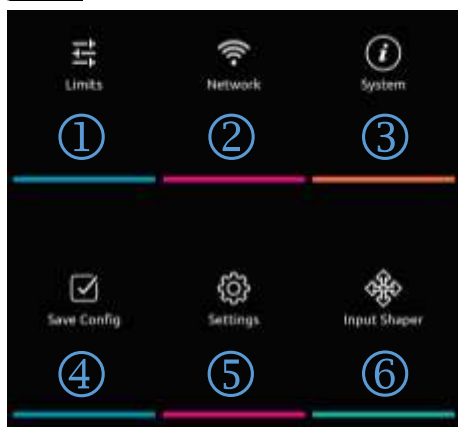 Limits Network System
① ② ③
Save Config Settings Input Shaper
④ ⑤ ⑥